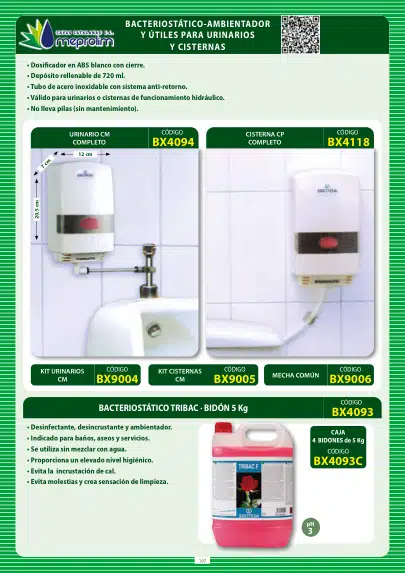 CATAS CATALANAS S.L.
meprolim
BACTERIOSTÁTICO-AMBIENTADOR
Y ÚTILES PARA URINARIOS
Y CISTERNAS
• Dosificador en ABS blanco con cierre.
• Depósito rellenable de 720 ml.
• Tubo de acero inoxidable con sistema anti-retorno.
• Válido para urinarios o cisternas de funcionamiento hidráulico.
• No lleva pilas (sin mantenimiento).
URINARIO CM
COMPLETO
CÓDIGO
BX4094
CISTERNA CP
COMPLETO
CÓDIGO
BX4118
7 cm
12 cm
20,5 cm
KIT URINARIOS
CM
CÓDIGO
BX9004
KIT CISTERNAS
CM
CÓDIGO
BX9005
MECHA COMÚN
CÓDIGO
BX9006
BACTERIOSTÁTICO TRIBAC - BIDÓN 5 Kg
CÓDIGO
BX4093
• Desinfectante, desincrustante y ambientador.
• Indicado para baños, aseos y servicios.
• Se utiliza sin mezclar con agua.
• Proporciona un elevado nivel higiénico.
• Evita la incrustación de cal.
• Evita molestias y crea sensación de limpieza.
TRIBAC F
CAJA
4 BIDONES de 5 Kg
CÓDIGO
BX4093C
pH
3